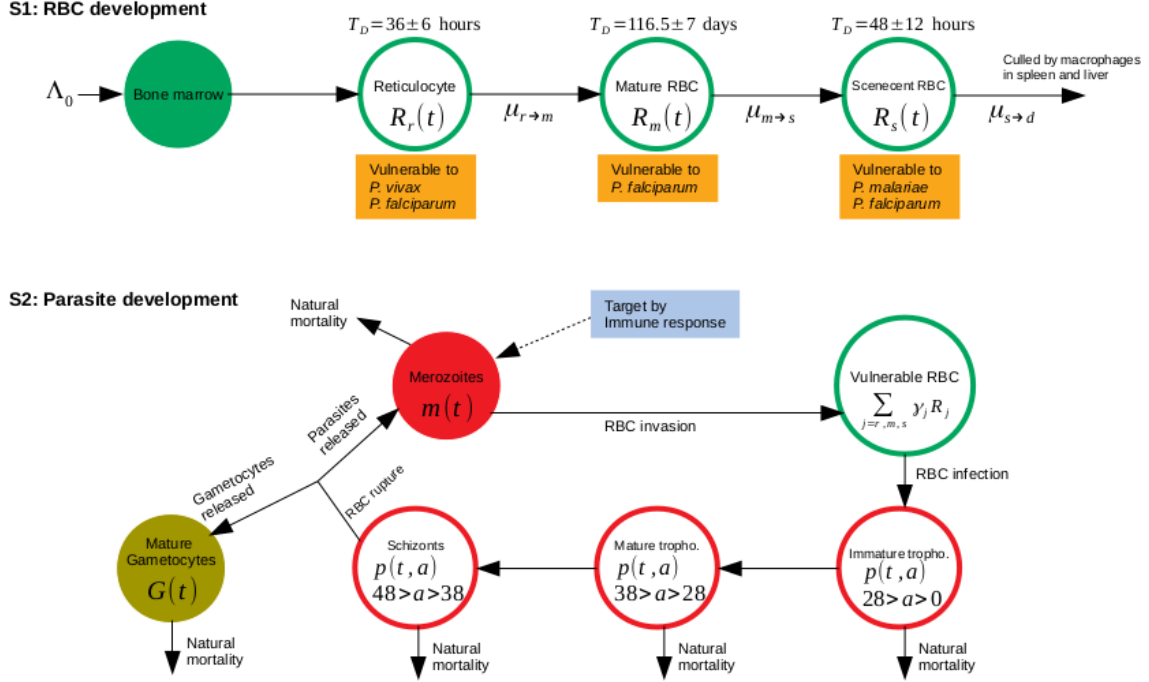 S1: RBC development
T_D=36±6 hours
T_D=116.5±7 days
T_D=48±12 hours
Culled by macrophages
in spleen and liver
Λ₀
Bone marrow
Reticulocyte
R_r(t)
μ_r→m
Mature RBC
R_m(t)
μ_m→s
Scenecent RBC
R_s(t)
μ_s→d
Vulnerable to
P. vivax
P. falciparum
Vulnerable to
P. falciparum
Vulnerable to
P. malariae
P. falciparum
S2: Parasite development
Natural
mortality
Target by
Immune response
Merozoites
m(t)
Vulnerable RBC
∑ γ_j R_j
j=r,m,s
RBC invasion
Parasites
released
Gametocytes
released
RBC rupture
RBC infection
Mature
Gametocytes
G(t)
Schizonts
p(t,a)
48>a>38
Mature tropho.
p(t,a)
38>a>28
Immature tropho.
p(t,a)
28>a>0
Natural
mortality
Natural
mortality
Natural
mortality
Natural
mortality